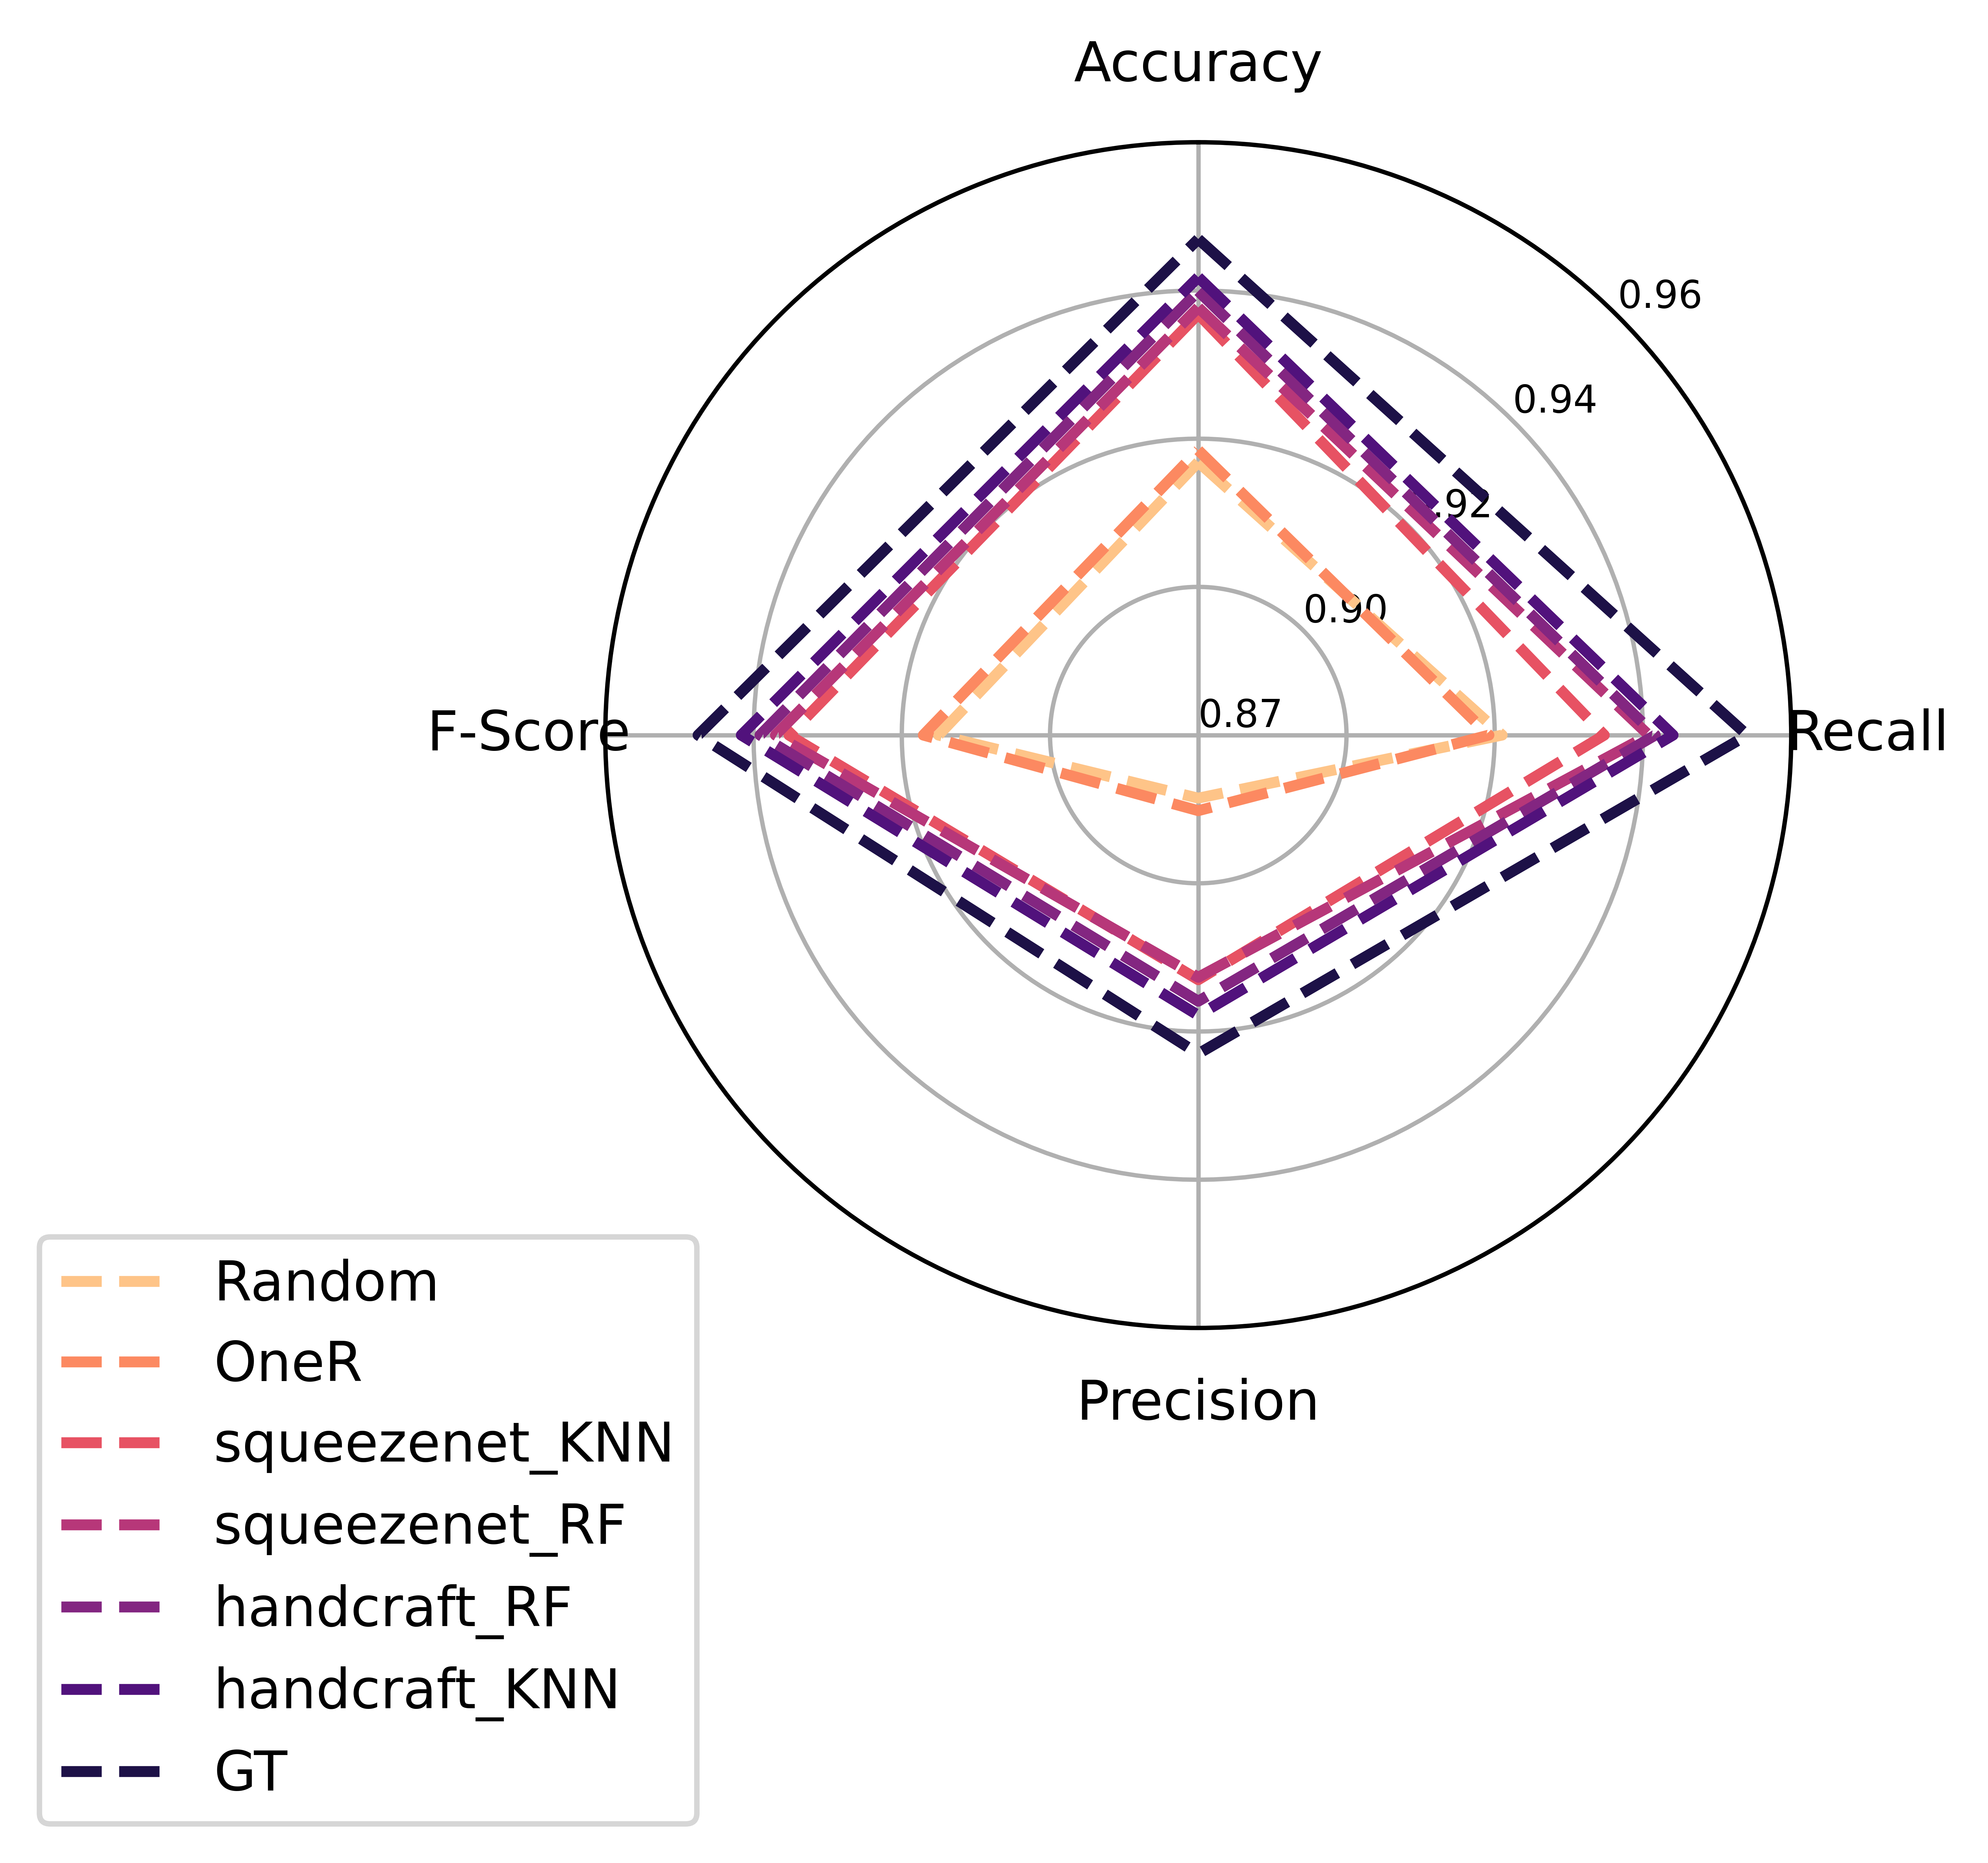 Accuracy
0.96
0.94
.92
0.90
0.87
F-Score
Recall
Precision
Random
OneR
squeezenet_KNN
squeezenet_RF
handcraft_RF
handcraft_KNN
GT